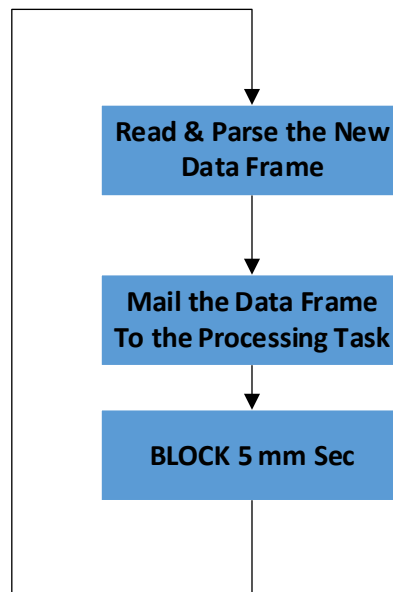 Read & Parse the New
Data Frame
Mail the Data Frame
To the Processing Task
BLOCK 5 mm Sec